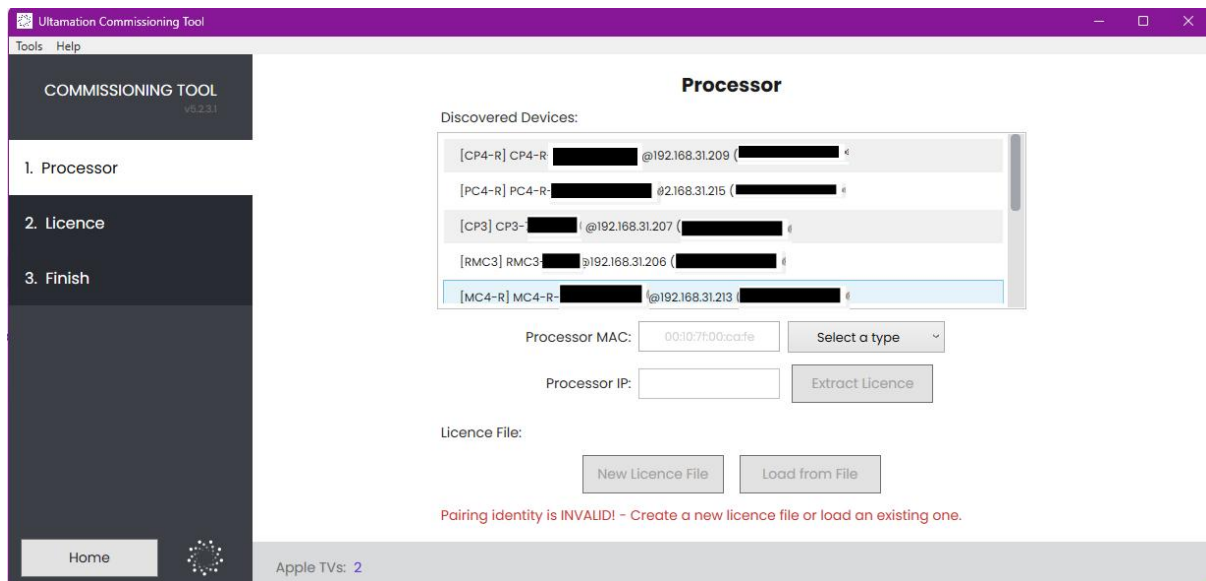 Ultamation Commissioning Tool
Tools Help
COMMISSIONING TOOL
v5.2.3.1
1. Processor
2. Licence
3. Finish
Home
Processor
Discovered Devices:
[CP4-R] CP4-R- @192.168.31.209 (
[PC4-R] PC4-R- 92.168.31.215 (
[CP3] CP3- @192.168.31.207 (
[RMC3] RMC3- @192.168.31.206 (
[MC4-R] MC4-R- @192.168.31.213 (
Processor MAC: 00:10:7f:00:ca:fe Select a type
Processor IP: Extract Licence
Licence File:
New Licence File Load from File
Pairing identity is INVALID! - Create a new licence file or load an existing one.
Apple TVs: 2